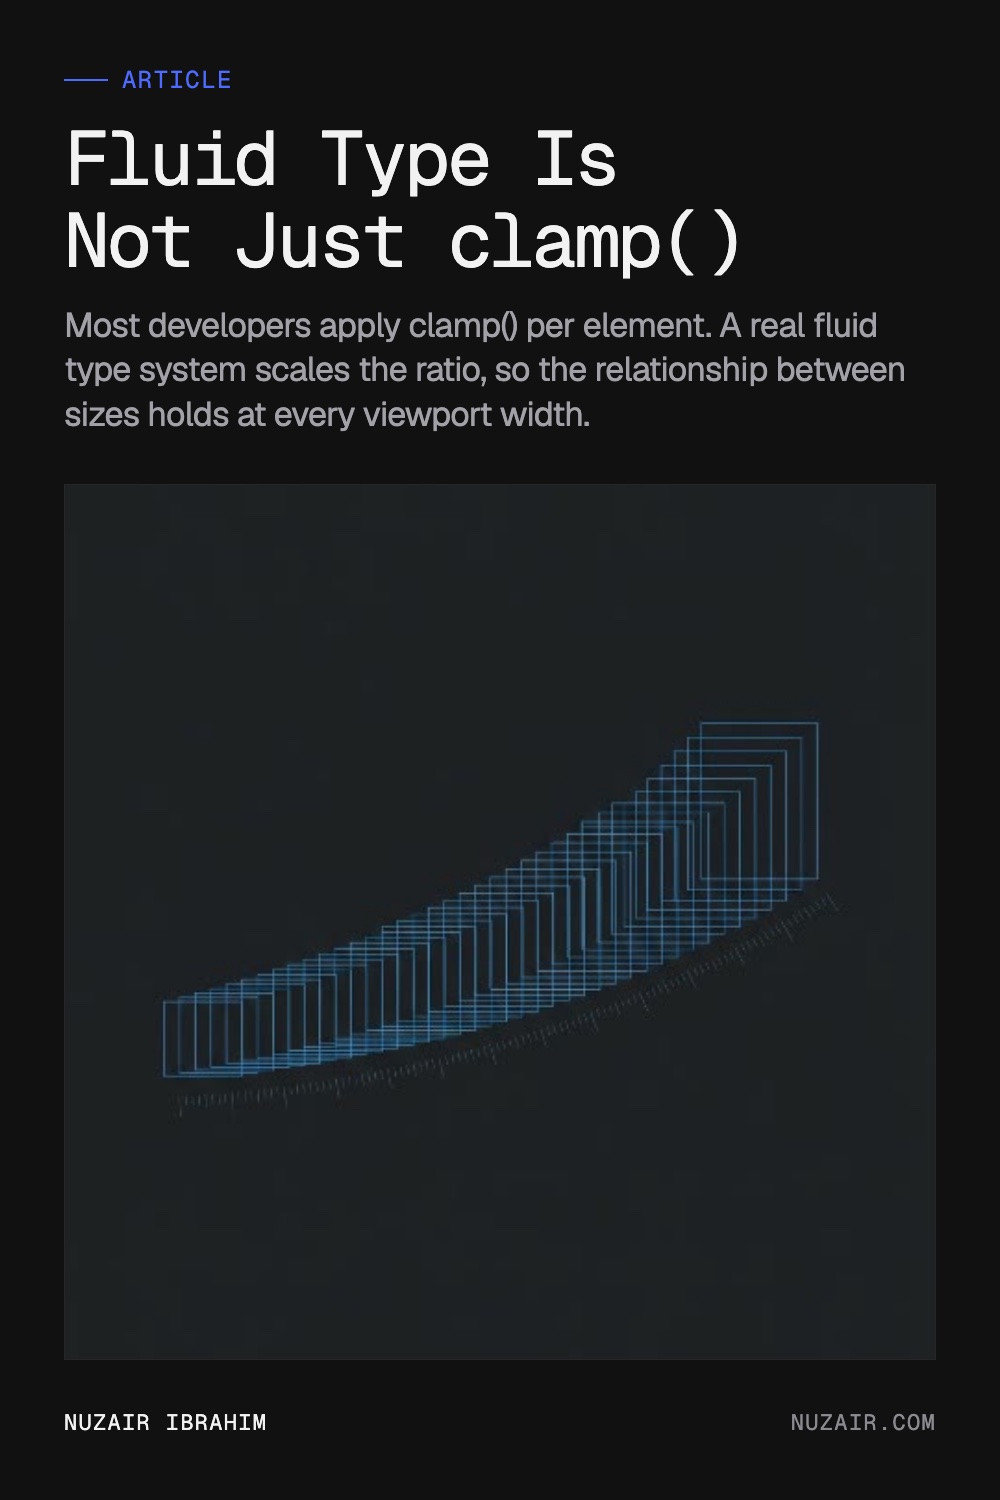 ARTICLE
Fluid Type Is
Not Just clamp()
Most developers apply clamp() per element. A real fluid
type system scales the ratio, so the relationship between
sizes holds at every viewport width.
NUZAIR IBRAHIM
NUZAIR.COM